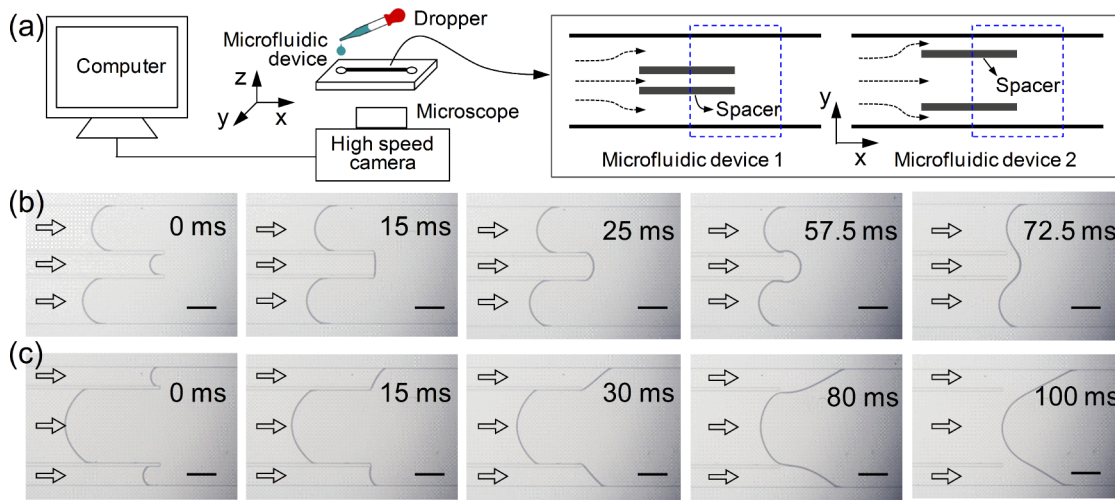 (a)
Computer
Microfluidic
device
Dropper
z
y
x
Microscope
High speed
camera
Spacer
Microfluidic device 1
y
x
Spacer
Microfluidic device 2
(b)
0 ms
15 ms
25 ms
57.5 ms
72.5 ms
(c)
0 ms
15 ms
30 ms
80 ms
100 ms